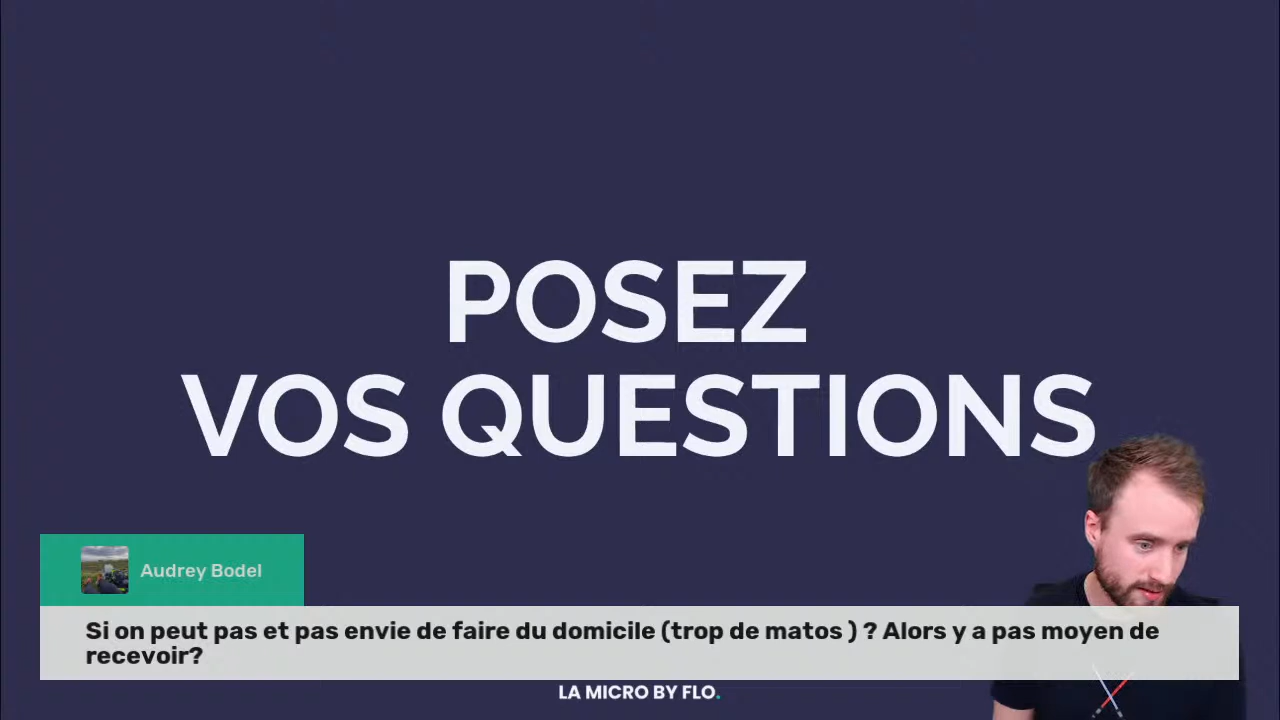 POSEZ
VOS QUESTIONS
Audrey Bodel
Si on peut pas et pas envie de faire du domicile (trop de matos ) ? Alors y a pas moyen de
recevoir?
LA MICRO BY FLO.